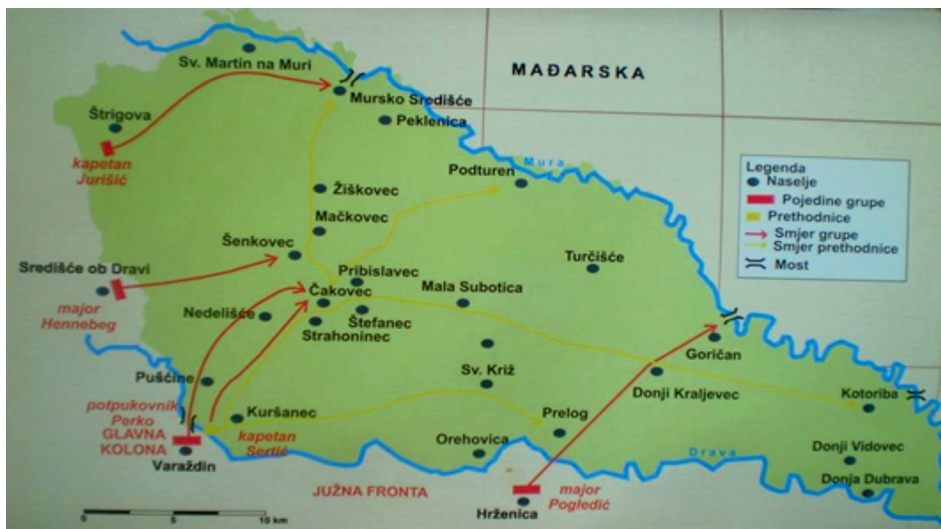 Sv. Martin na Muri
MAĐARSKA
Mursko Središće
Peklenica
Štrigova
kapetan
Jurišić
Mura
Podturen
Žiškovec
Mačkovec
Šenkovec
Središće ob Dravi
major
Hennebeg
Pribislavec
Turčišće
Čakovec
Mala Subotica
Nedelišće
Štefanec
Strahoninec
Goričan
Pušćine
Sv. Križ
Donji Kraljevec
Kotoriba
potpukovnik
Perko
GLAVNA
KOLONA
Varaždin
Kuršanec
kapetan
Sertić
Prelog
Orehovica
Drava
Donji Vidovec
Donja Dubrava
JUŽNA FRONTA
major
Pogledić
Hrženica
Legenda
Naselje
Pojedine grupe
Prethodnice
Smjer grupe
Smjer prethodnice
Most
0 5 10 km